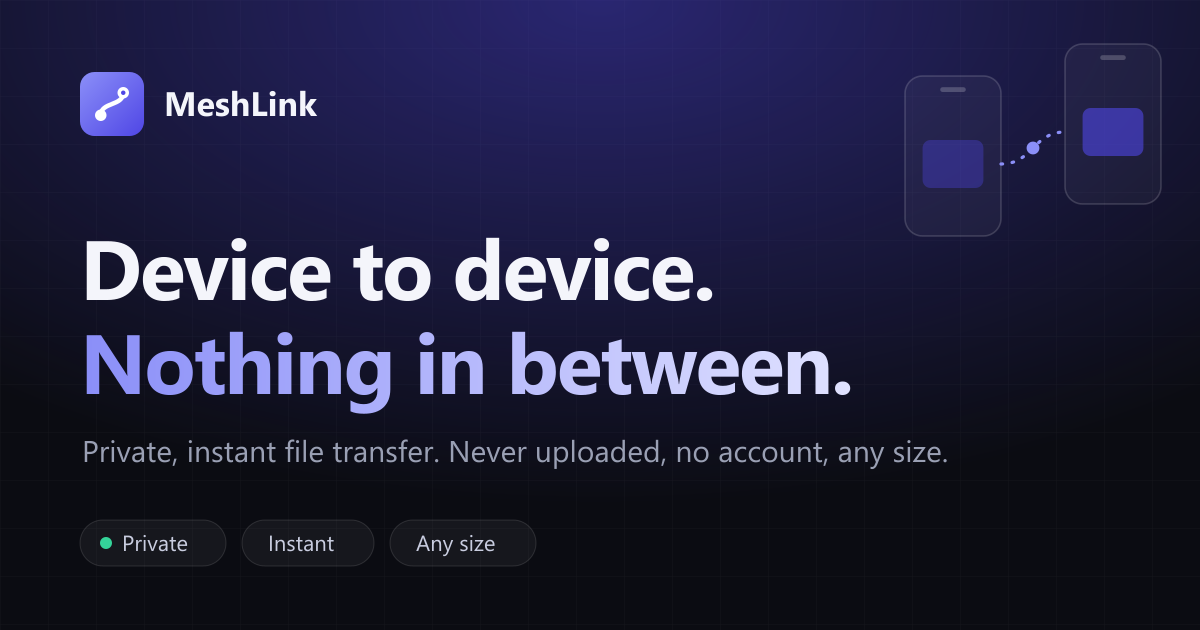 MeshLink
Device to device.
Nothing in between.
Private, instant file transfer. Never uploaded, no account, any size.
Private
Instant
Any size